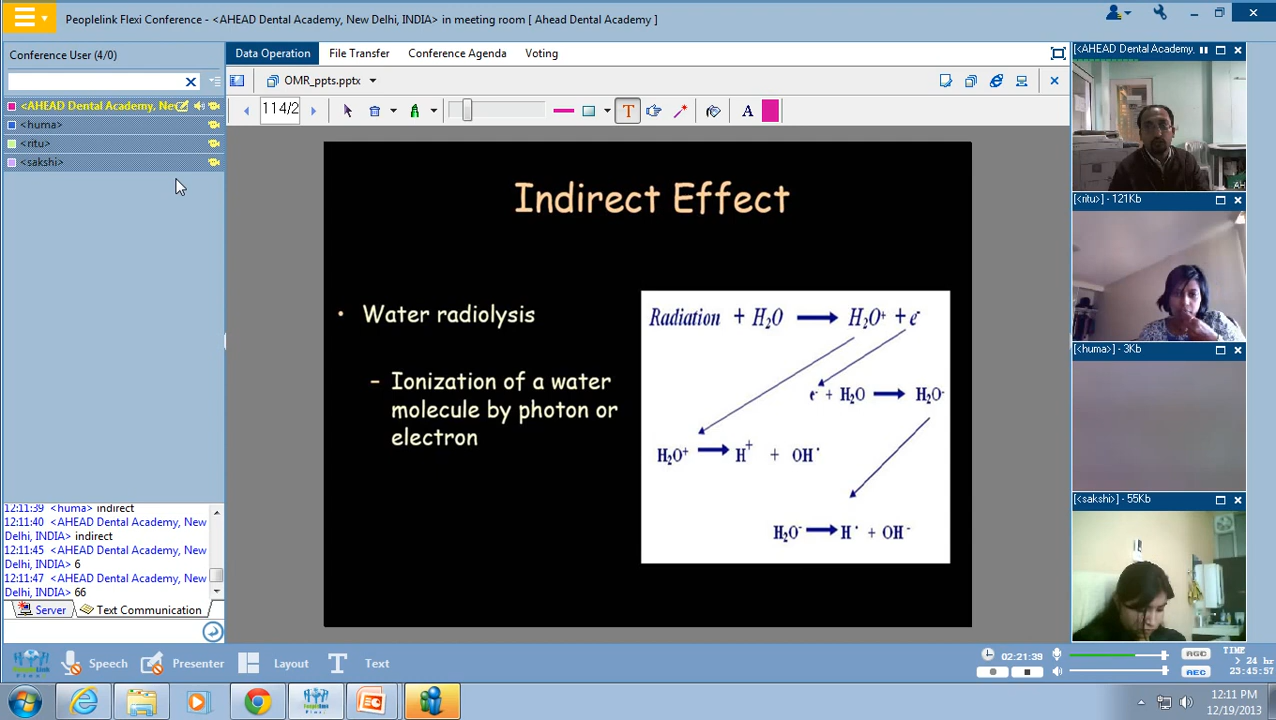 Peoplelink Flexi Conference - <AHEAD Dental Academy, New Delhi, INDIA> in meeting room [ Ahead Dental Academy ]
Conference User (4/0)
<AHEAD Dental Academy, Ne
<huma>
<ritu>
<sakshi>
12:11:39 <huma> indirect
12:11:40 <AHEAD Dental Academy, New
Delhi, INDIA> indirect
12:11:45 <AHEAD Dental Academy, New
Delhi, INDIA> 6
12:11:47 <AHEAD Dental Academy, New
Delhi, INDIA> 66
Server Text Communication
Data Operation File Transfer Conference Agenda Voting
OMR_ppts.pptx
114/2
T A
Indirect Effect
• Water radiolysis
– Ionization of a water
molecule by photon or
electron
Radiation + H₂O → H₂O⁺ + e⁻
e⁻ + H₂O → H₂O⁻
H₂O⁺ → H⁺ + OH˙
H₂O⁻ → H˙ + OH⁻
[<AHEAD Dental Academy,
AH
[<ritu>] - 121Kb
[<huma>] - 3Kb
[<sakshi>] - 55Kb
Speech Presenter Layout Text
02:21:39
AGC
AEC
TIME
> 24 hr
23:45:57
12:11 PM
12/19/2013